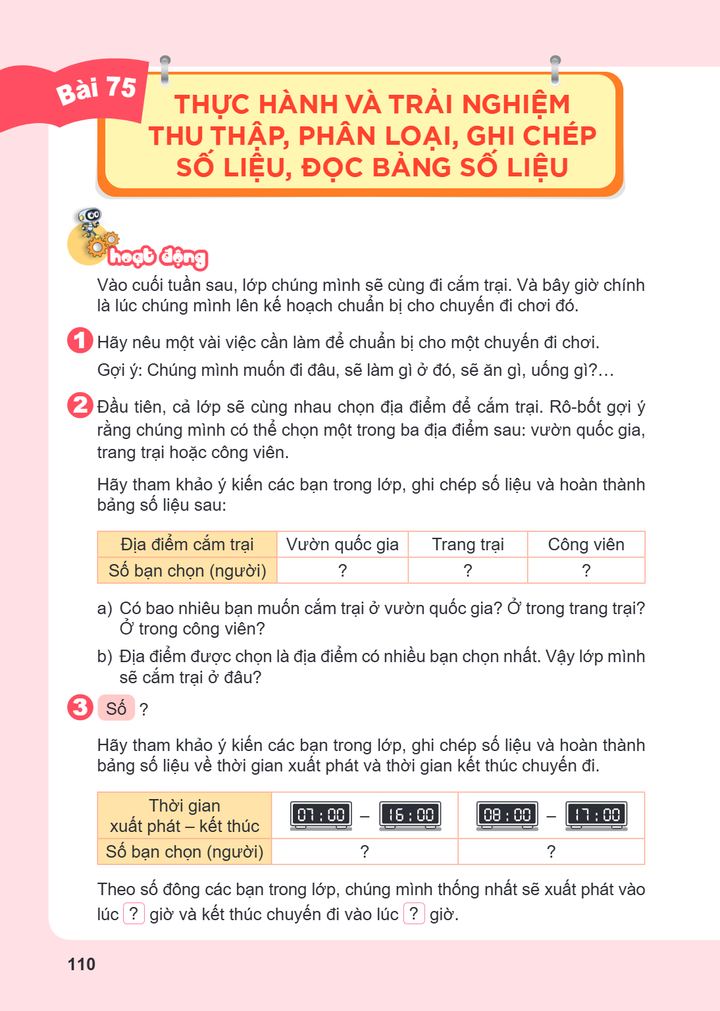 Bài 75
THỰC HÀNH VÀ TRẢI NGHIỆM
THU THẬP, PHÂN LOẠI, GHI CHÉP
SỐ LIỆU, ĐỌC BẢNG SỐ LIỆU
hoạt động
Vào cuối tuần sau, lớp chúng mình sẽ cùng đi cắm trại. Và bây giờ chính
là lúc chúng mình lên kế hoạch chuẩn bị cho chuyến đi chơi đó.
1 Hãy nêu một vài việc cần làm để chuẩn bị cho một chuyến đi chơi.
Gợi ý: Chúng mình muốn đi đâu, sẽ làm gì ở đó, sẽ ăn gì, uống gì?...
2 Đầu tiên, cả lớp sẽ cùng nhau chọn địa điểm để cắm trại. Rô-bốt gợi ý
rằng chúng mình có thể chọn một trong ba địa điểm sau: vườn quốc gia,
trang trại hoặc công viên.
Hãy tham khảo ý kiến các bạn trong lớp, ghi chép số liệu và hoàn thành
bảng số liệu sau:
Địa điểm cắm trại Vườn quốc gia Trang trại Công viên
Số bạn chọn (người) ? ? ?
a) Có bao nhiêu bạn muốn cắm trại ở vườn quốc gia? Ở trong trang trại?
Ở trong công viên?
b) Địa điểm được chọn là địa điểm có nhiều bạn chọn nhất. Vậy lớp mình
sẽ cắm trại ở đâu?
3 Số ?
Hãy tham khảo ý kiến các bạn trong lớp, ghi chép số liệu và hoàn thành
bảng số liệu về thời gian xuất phát và thời gian kết thúc chuyến đi.
Thời gian
xuất phát – kết thúc 07:00 – 16:00 08:00 – 17:00
Số bạn chọn (người) ? ?
Theo số đông các bạn trong lớp, chúng mình thống nhất sẽ xuất phát vào
lúc ? giờ và kết thúc chuyến đi vào lúc ? giờ.
110